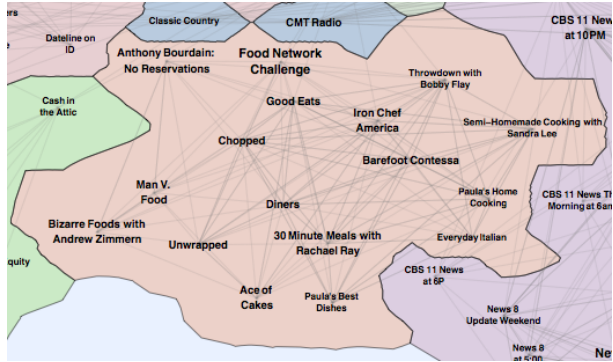 Classic Country
CMT Radio
CBS 11 News
at 10PM
Dateline on
ID
Anthony Bourdain:
No Reservations
Food Network
Challenge
Throwdown with
Bobby Flay
Cash in
the Attic
Good Eats
Iron Chef
America
Semi-Homemade Cooking with
Sandra Lee
Chopped
Barefoot Contessa
Man V.
Food
Diners
Paula's Home
Cooking
CBS 11 News Th
Morning at 6am
Bizarre Foods with
Andrew Zimmern
Unwrapped
30 Minute Meals with
Rachael Ray
Everyday Italian
quity
CBS 11 News
at 6P
Ace of
Cakes
Paula's Best
Dishes
News 8
Update Weekend
News 8
at 5:00
Ne